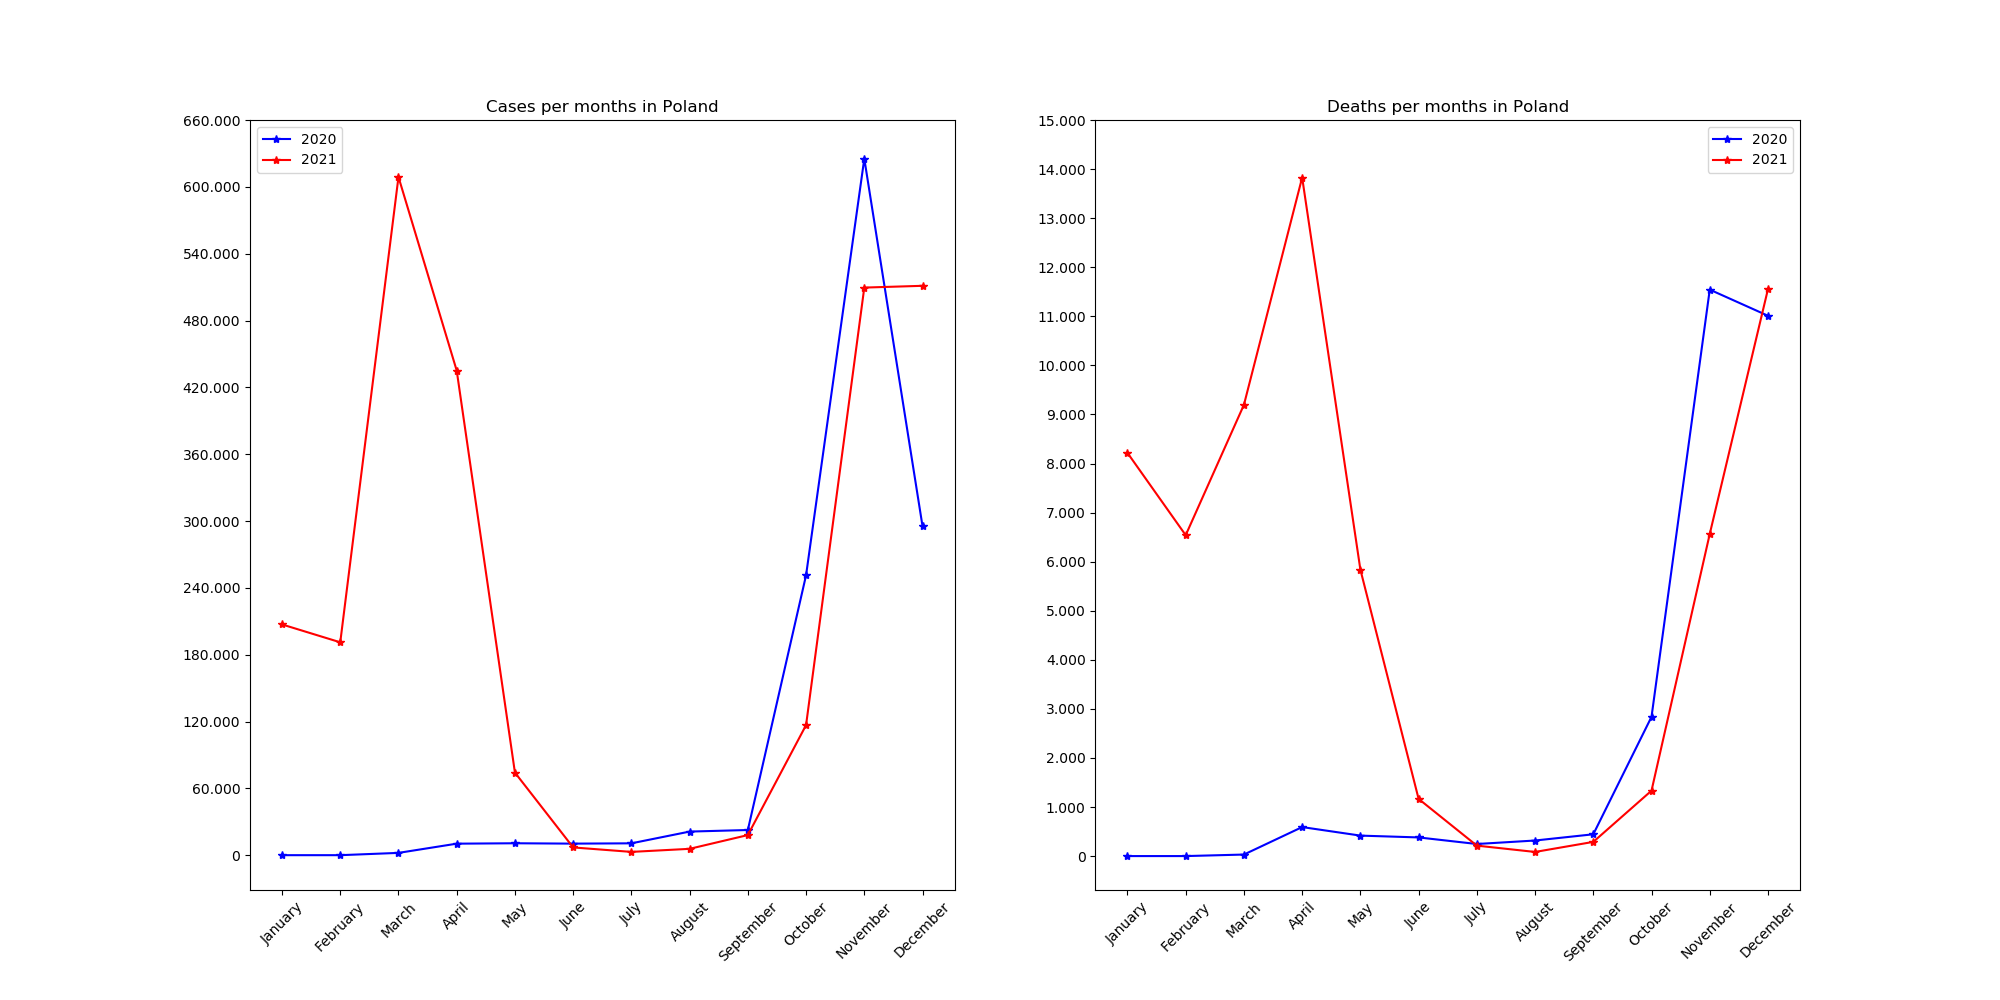 Cases per months in Poland
660.000
600.000
540.000
480.000
420.000
360.000
300.000
240.000
180.000
120.000
60.000
0
2020
2021
January
February
March
April
May
June
July
August
September
October
November
December
Deaths per months in Poland
15.000
14.000
13.000
12.000
11.000
10.000
9.000
8.000
7.000
6.000
5.000
4.000
3.000
2.000
1.000
0
2020
2021
January
February
March
April
May
June
July
August
September
October
November
December